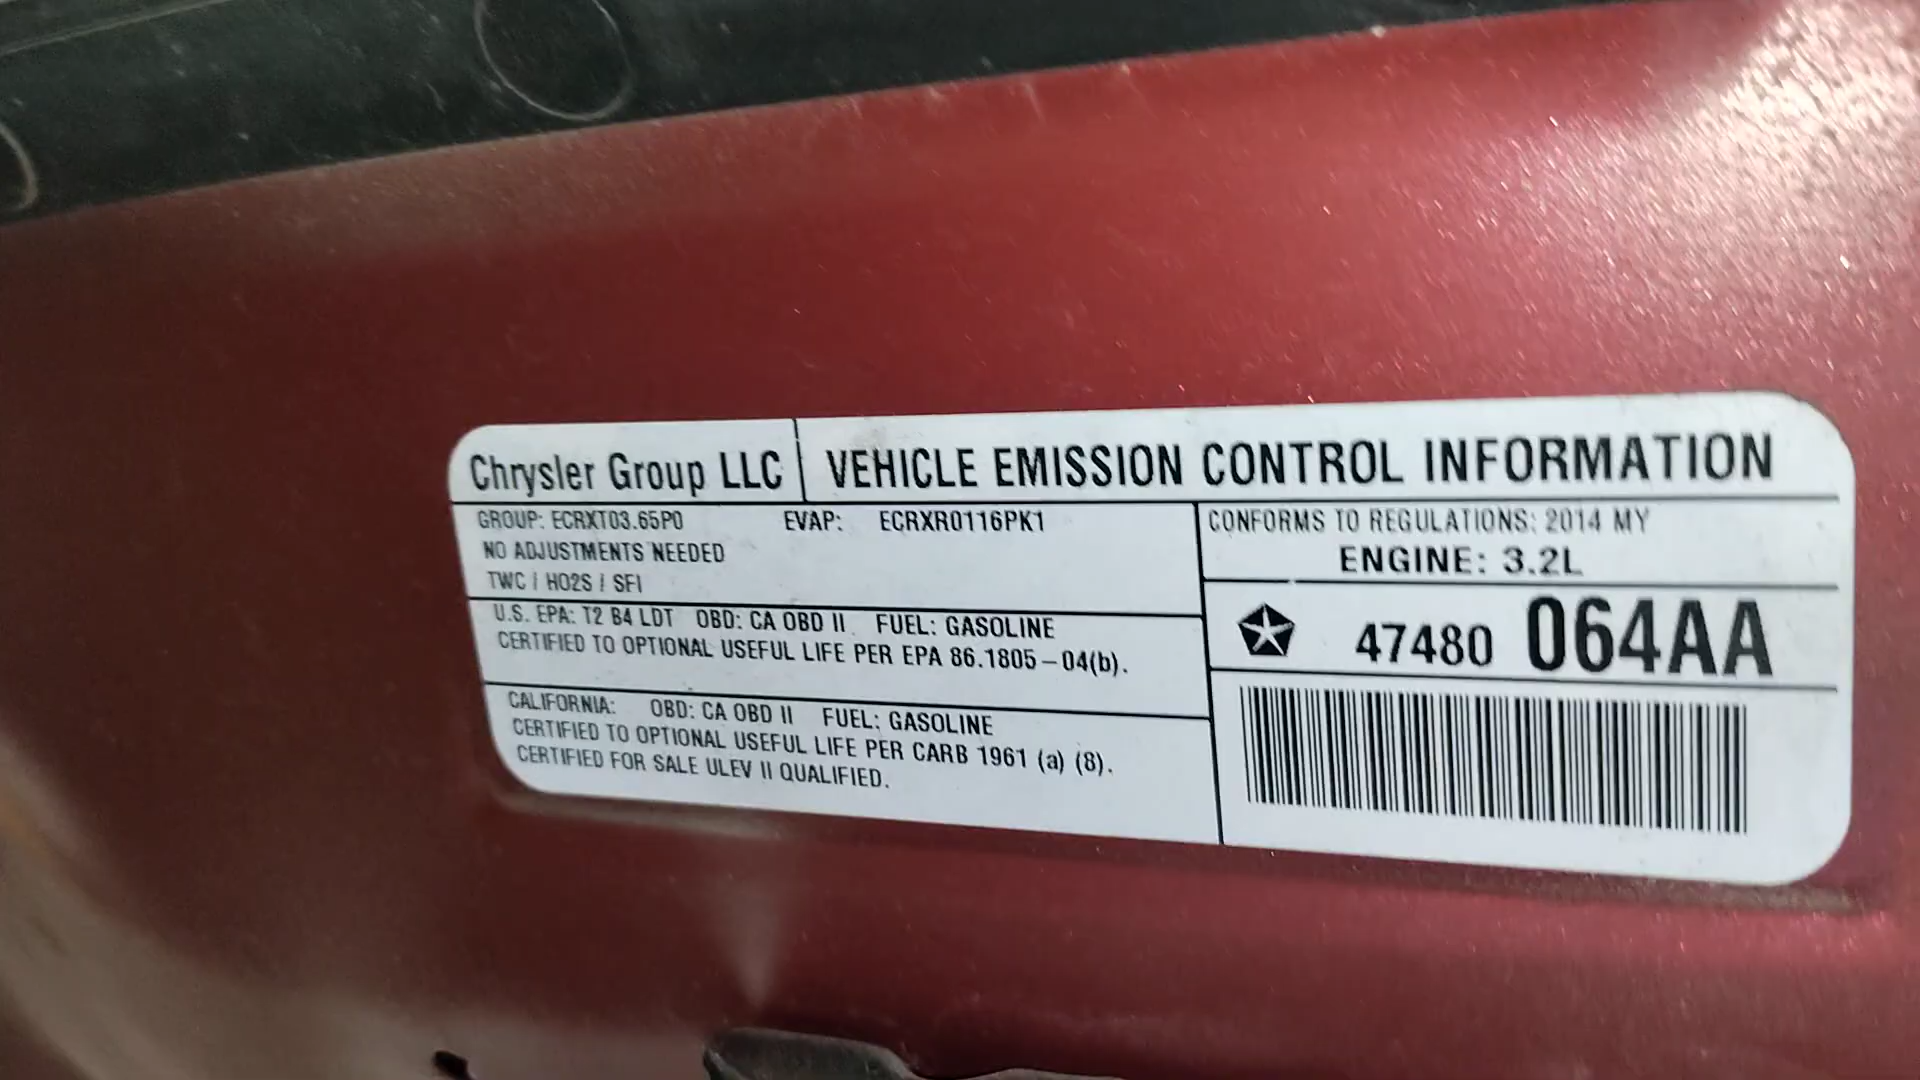 Chrysler Group LLC VEHICLE EMISSION CONTROL INFORMATION
GROUP: ECRXT03.65P0 EVAP: ECRXR0116PK1
NO ADJUSTMENTS NEEDED
TWC / HO2S / SFI
U.S. EPA: T2 B4 LDT OBD: CA OBD II FUEL: GASOLINE
CERTIFIED TO OPTIONAL USEFUL LIFE PER EPA 86.1805-04(b).
CALIFORNIA: OBD: CA OBD II FUEL: GASOLINE
CERTIFIED TO OPTIONAL USEFUL LIFE PER CARB 1961 (a) (8).
CERTIFIED FOR SALE ULEV II QUALIFIED.
CONFORMS TO REGULATIONS: 2014 MY
ENGINE: 3.2L
47480 064AA